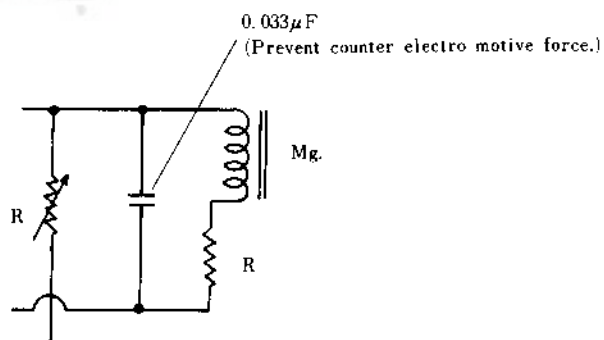 0.033μF
(Prevent counter electro motive force.)
Mg.
R
R